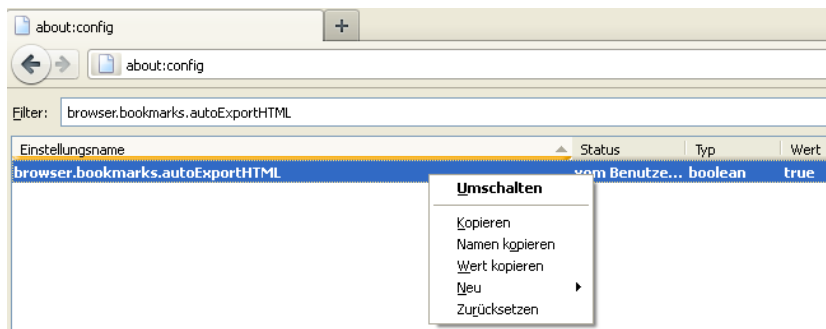 about:config
about:config
Filter: browser.bookmarks.autoExportHTML
Einstellungsname Status Typ Wert
browser.bookmarks.autoExportHTML vom Benutze... boolean true
Umschalten
Kopieren
Namen kopieren
Wert kopieren
Neu
Zurücksetzen